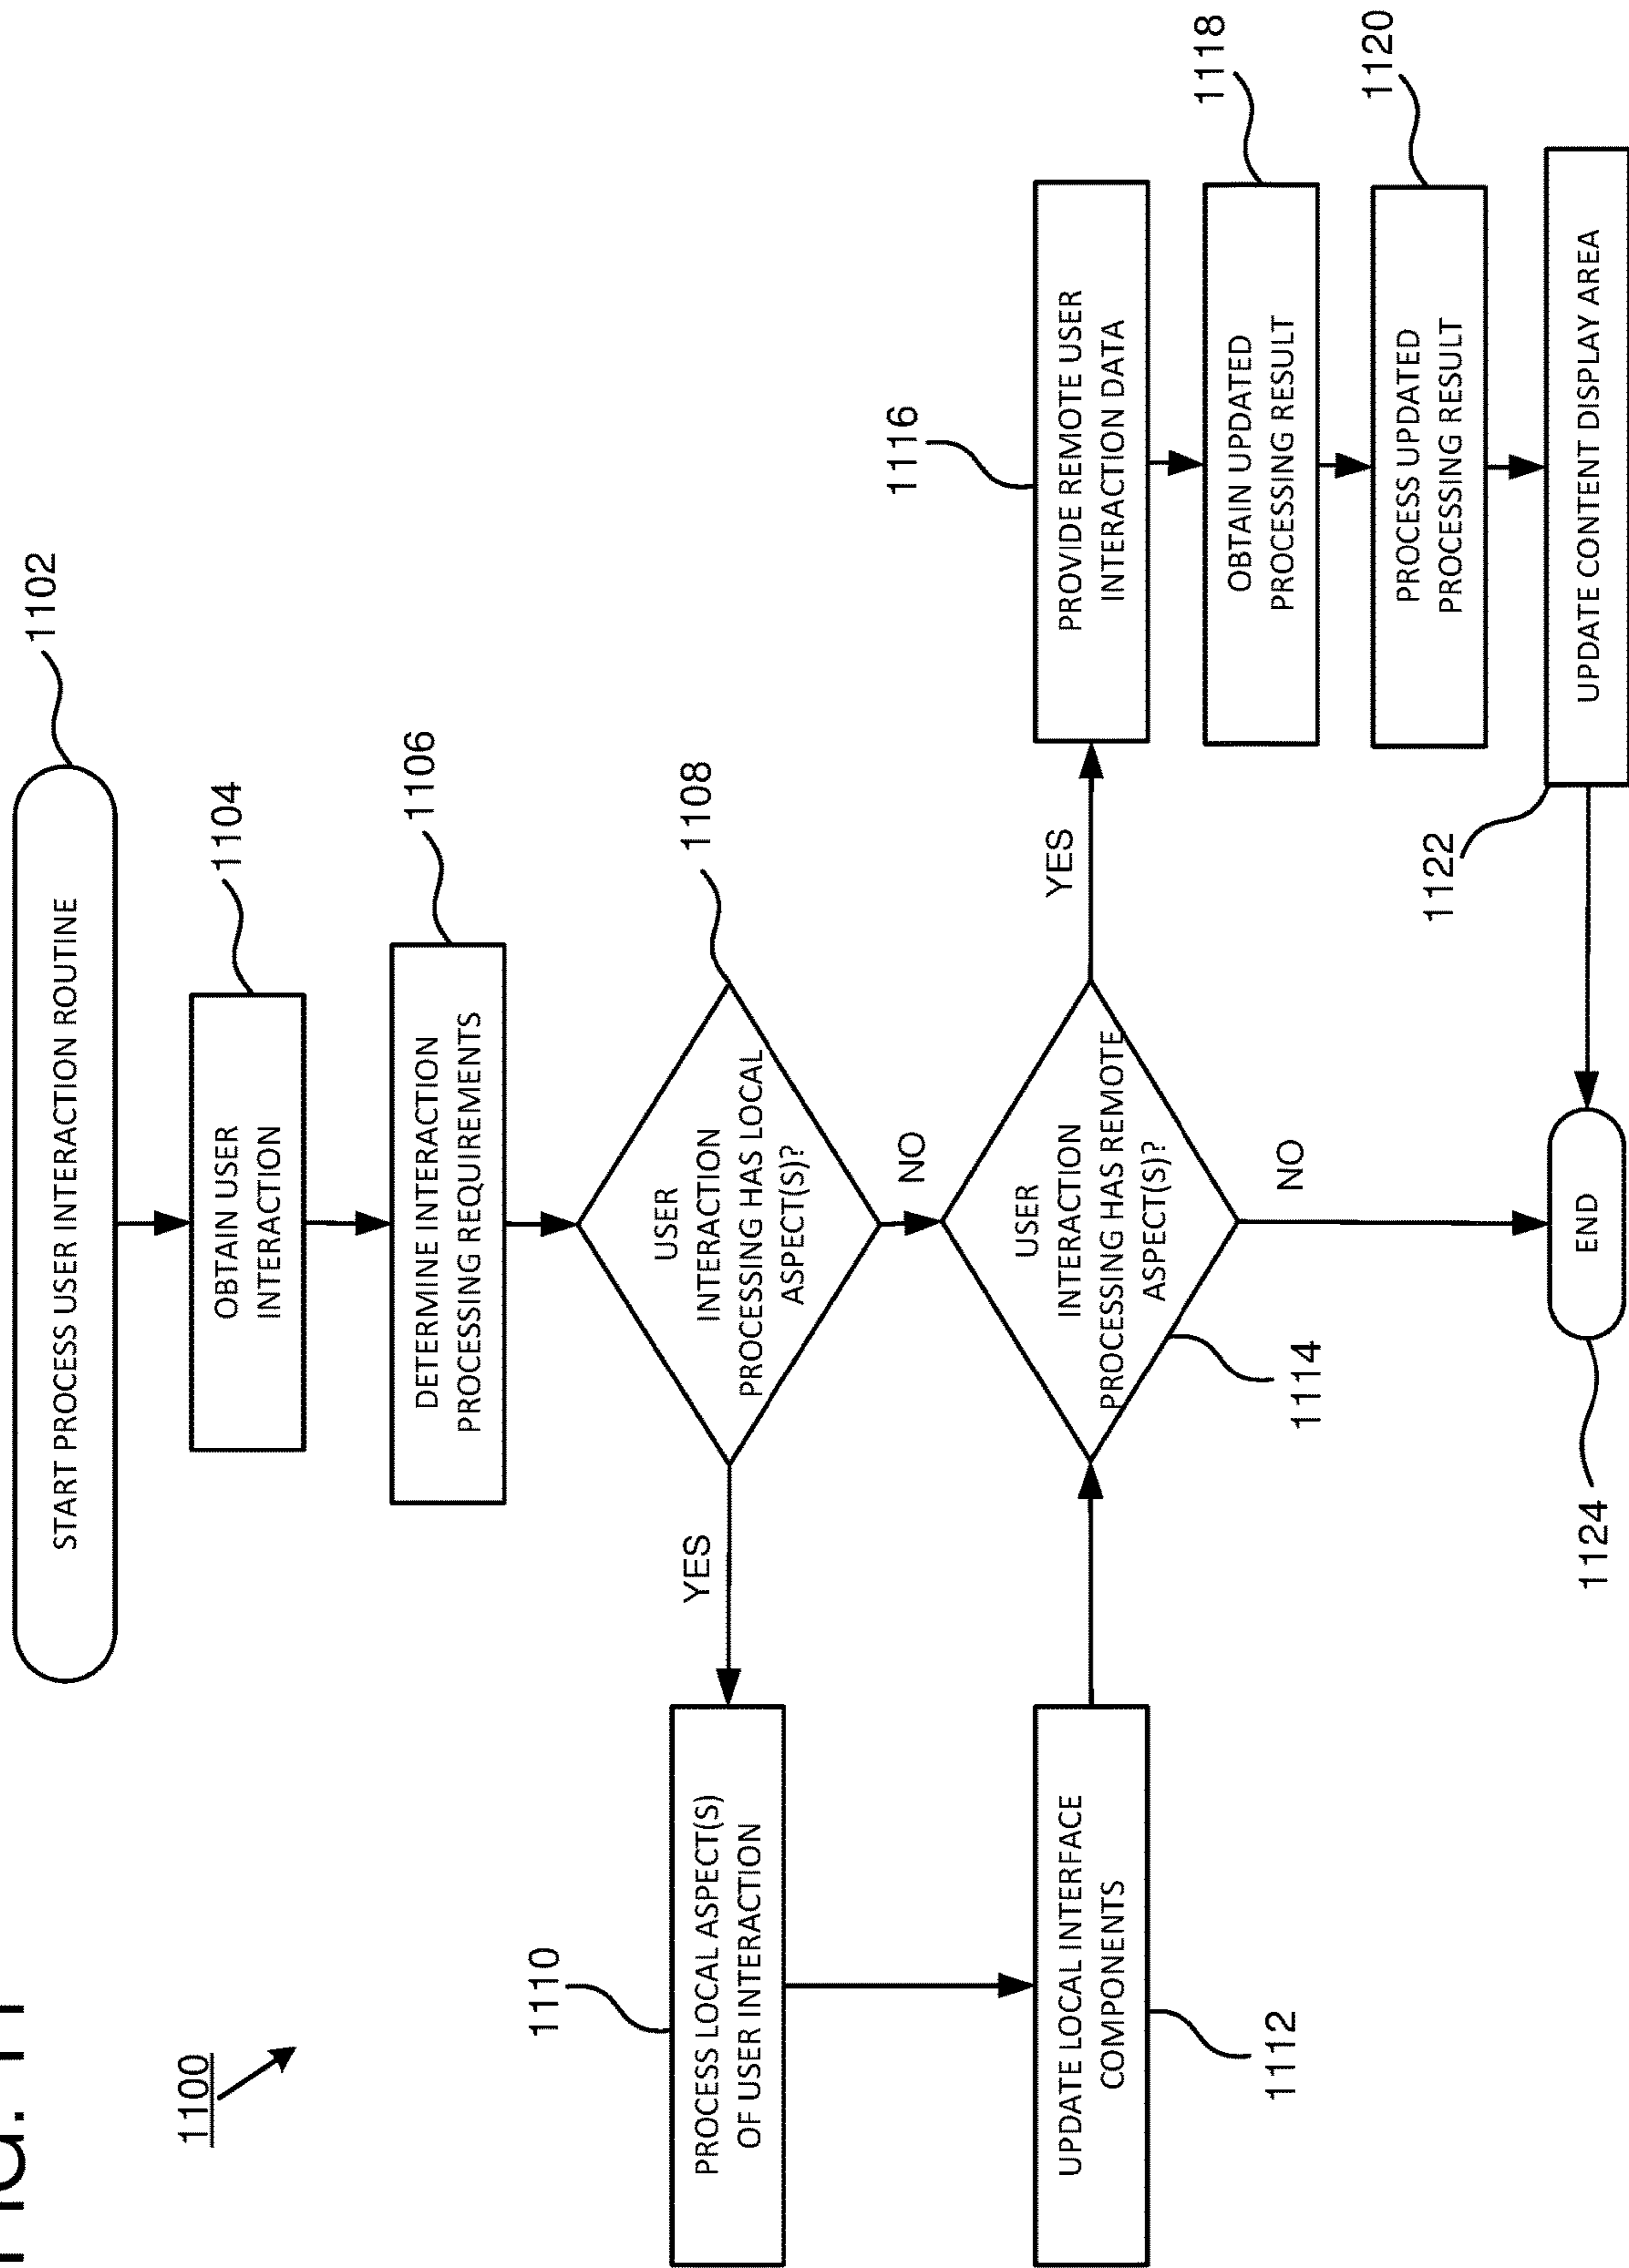 1100
START PROCESS USER INTERACTION ROUTINE
1102
OBTAIN USER
INTERACTION
1104
DETERMINE INTERACTION
PROCESSING REQUIREMENTS
1106
USER
INTERACTION
PROCESSING HAS LOCAL
ASPECT(S)?
1108
YES
NO
1110
PROCESS LOCAL ASPECT(S)
OF USER INTERACTION
UPDATE LOCAL INTERFACE
COMPONENTS
1112
USER
INTERACTION
PROCESSING HAS REMOTE
ASPECT(S)?
1114
YES
NO
1116
PROVIDE REMOTE USER
INTERACTION DATA
OBTAIN UPDATED
PROCESSING RESULT
1118
PROCESS UPDATED
PROCESSING RESULT
1120
1122
UPDATE CONTENT DISPLAY AREA
END
1124